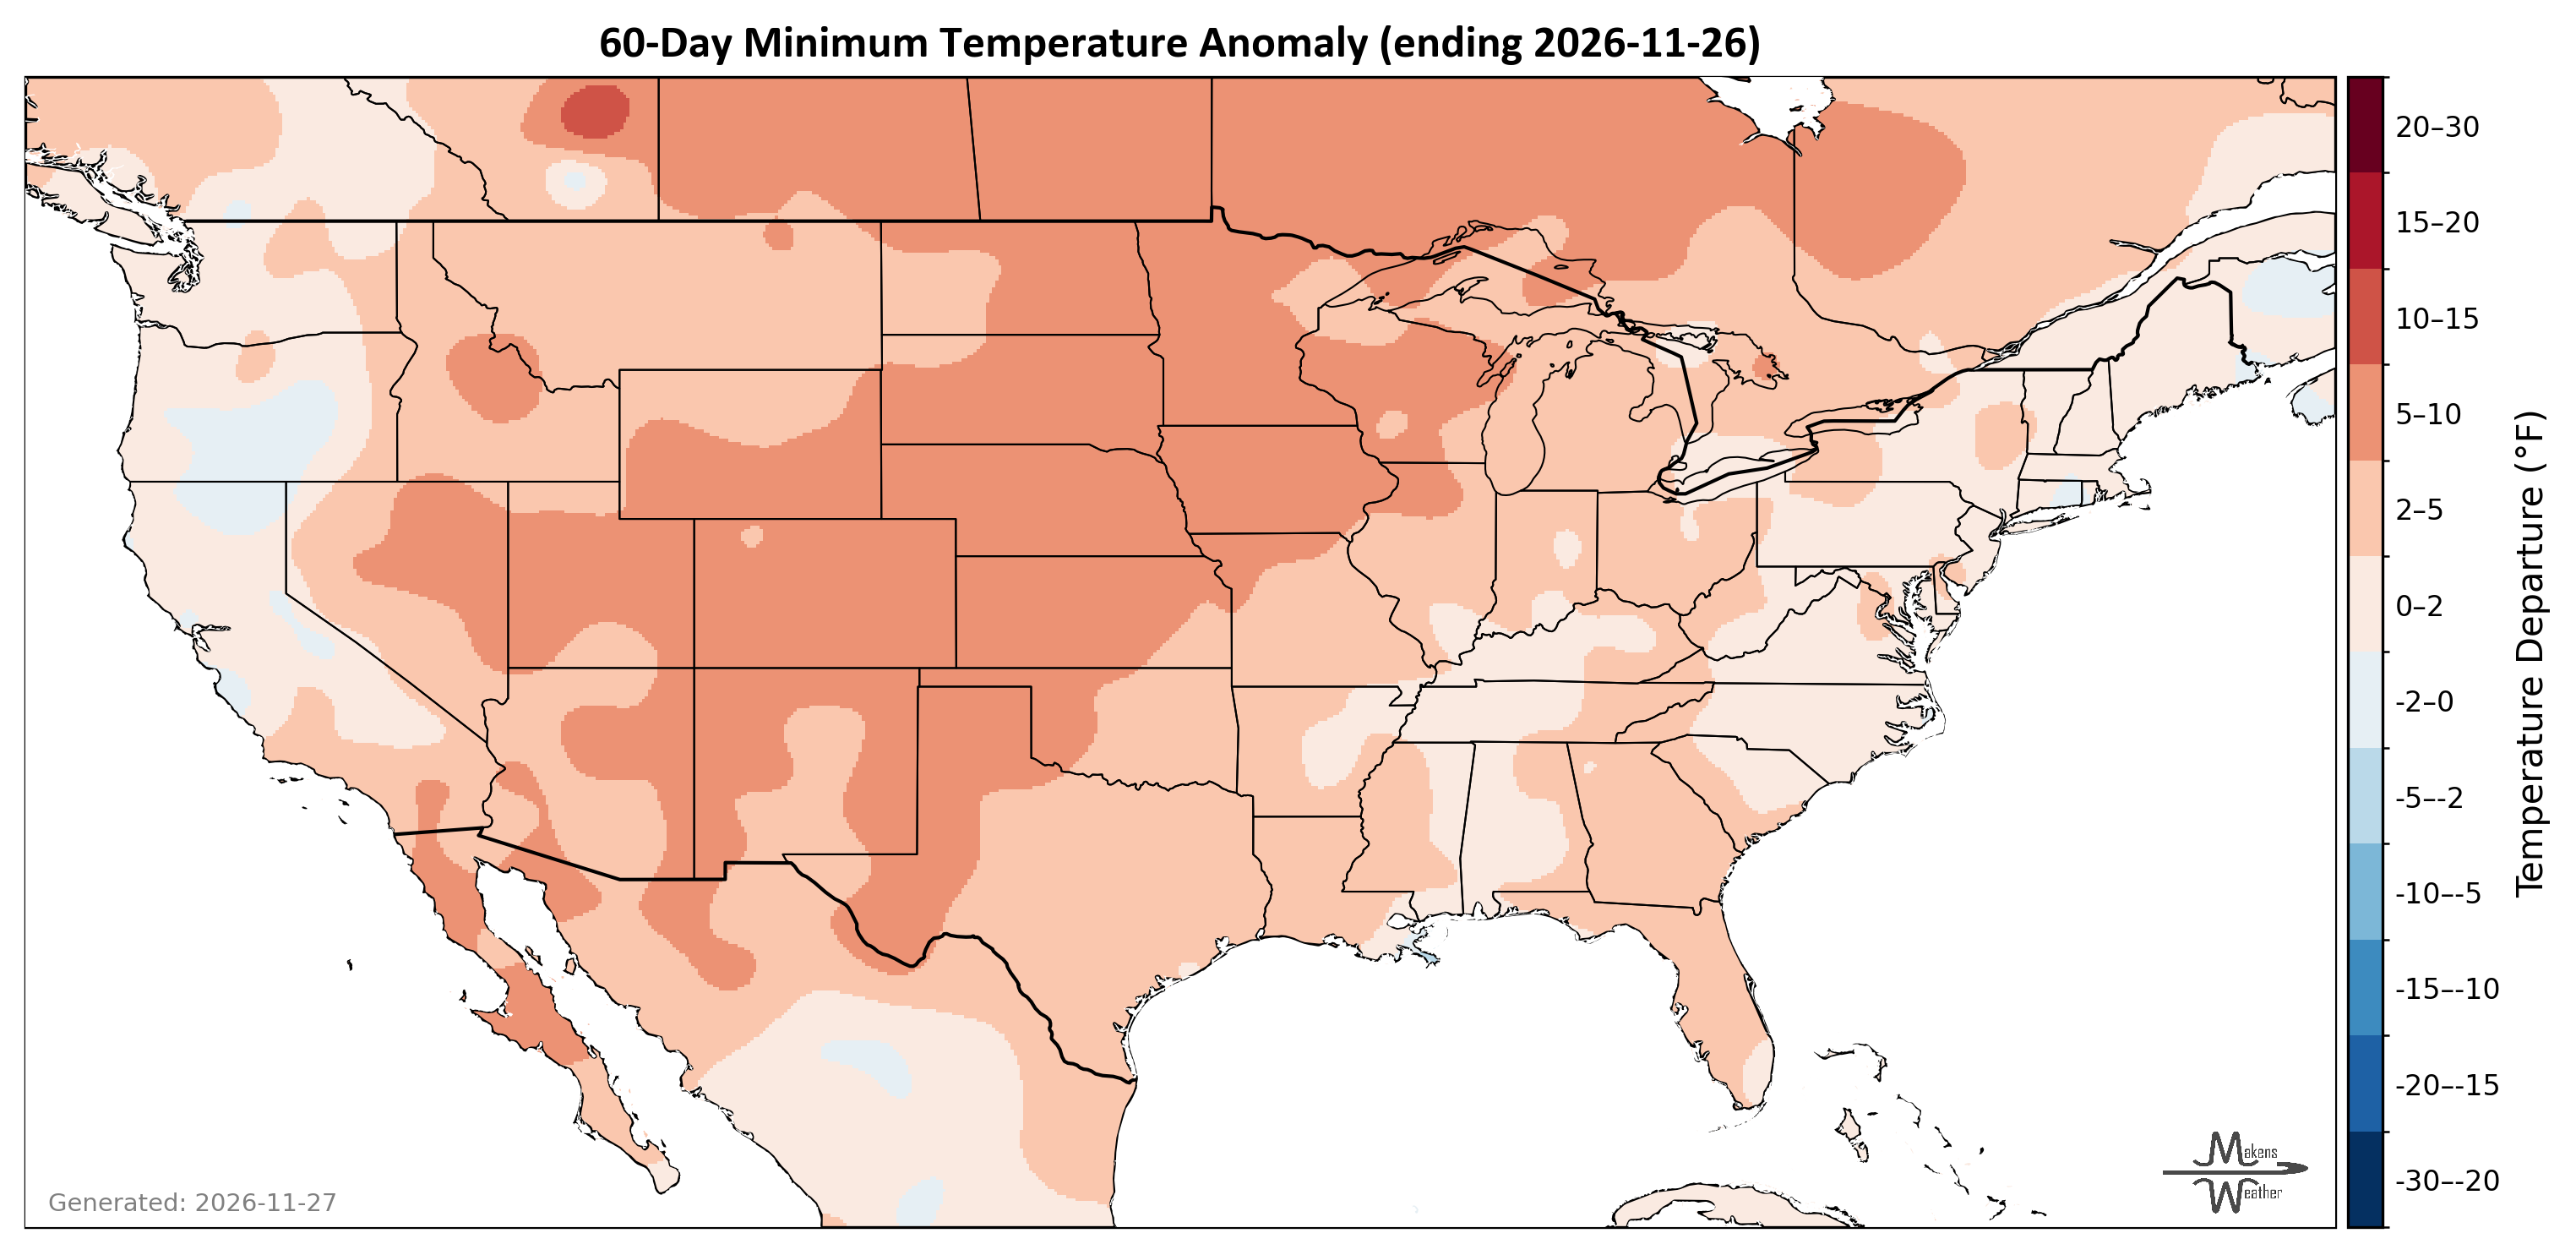 60-Day Minimum Temperature Anomaly (ending 2026-11-26)
20–30
15–20
10–15
5–10
2–5
0–2
-2–0
-5–-2
-10–-5
-15–-10
-20–-15
-30–-20
Temperature Departure (°F)
Makens
Weather
Generated: 2026-11-27